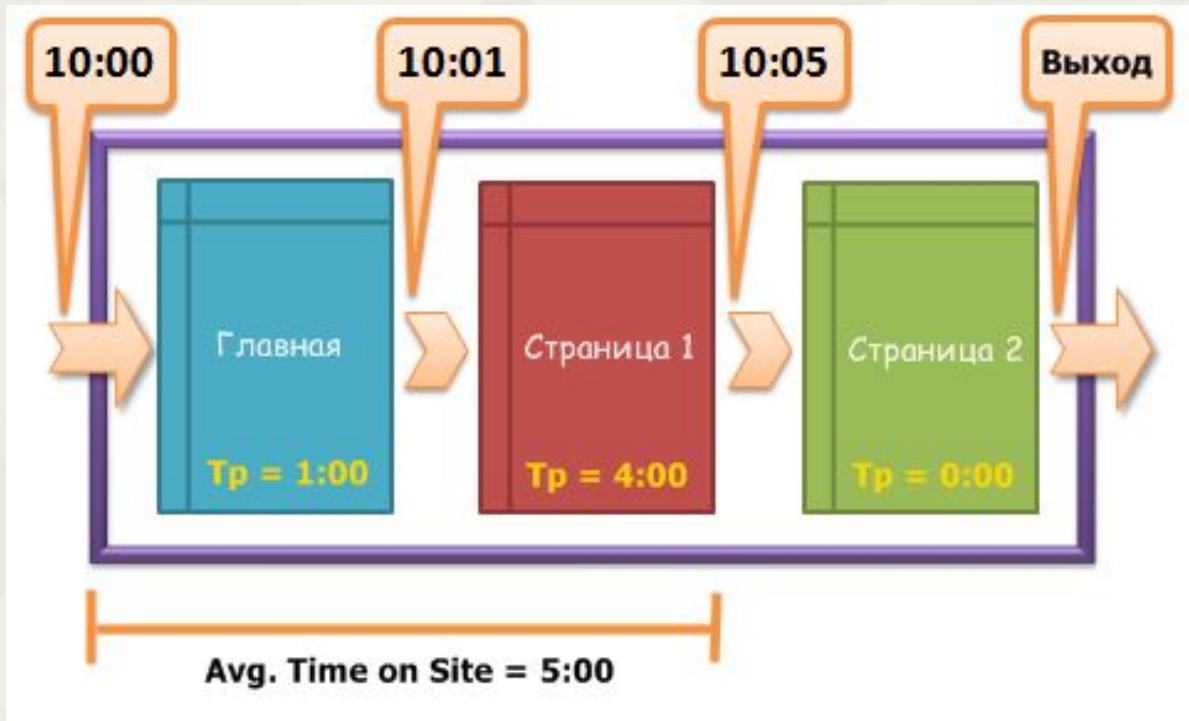 10:00
10:01
10:05
Выход
Главная
Страница 1
Страница 2
Tp = 1:00
Tp = 4:00
Tp = 0:00
Avg. Time on Site = 5:00